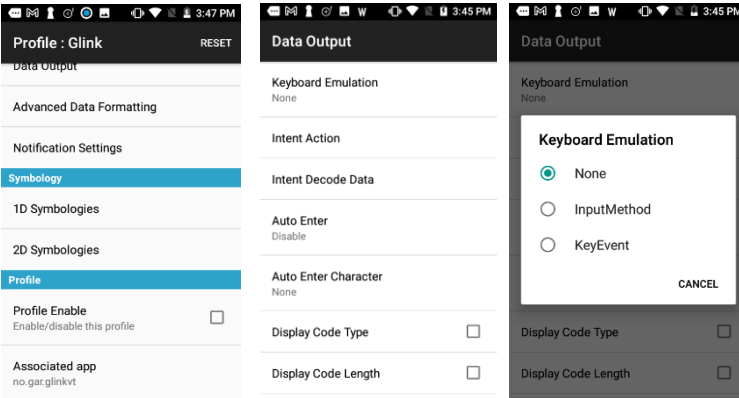 3:47 PM
Profile : Glink
RESET
Data Output
Advanced Data Formatting
Notification Settings
Symbology
1D Symbologies
2D Symbologies
Profile
Profile Enable
Enable/disable this profile
Associated app
no.gar.glinkvt
W
3:45 PM
Data Output
Keyboard Emulation
None
Intent Action
Intent Decode Data
Auto Enter
Disable
Auto Enter Character
None
Display Code Type
Display Code Length
W
3:45 PM
Data Output
Keyboard Emulation
None
Keyboard Emulation
None
InputMethod
KeyEvent
CANCEL
Display Code Type
Display Code Length